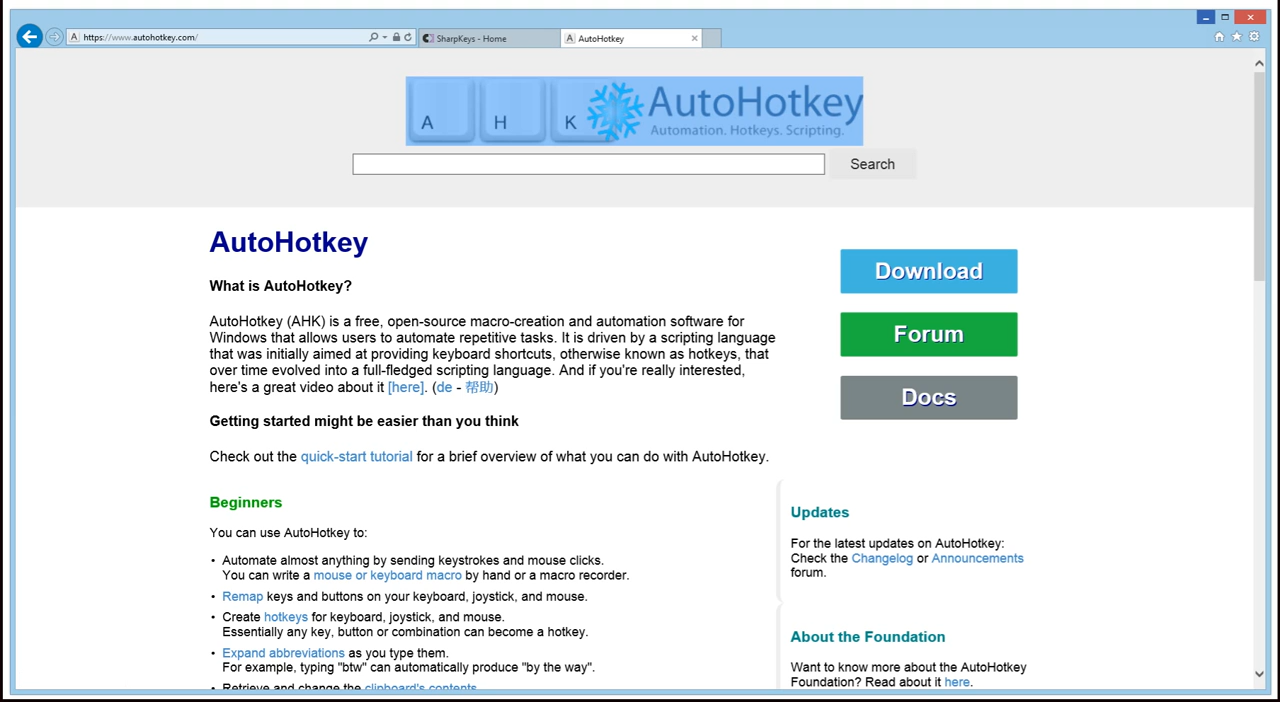 https://www.autohotkey.com/
SharpKeys - Home
AutoHotkey
A H K AutoHotkey
Automation. Hotkeys. Scripting.
Search
AutoHotkey
What is AutoHotkey?
AutoHotkey (AHK) is a free, open-source macro-creation and automation software for
Windows that allows users to automate repetitive tasks. It is driven by a scripting language
that was initially aimed at providing keyboard shortcuts, otherwise known as hotkeys, that
over time evolved into a full-fledged scripting language. And if you're really interested,
here's a great video about it [here]. (de - 帮助)
Getting started might be easier than you think
Check out the quick-start tutorial for a brief overview of what you can do with AutoHotkey.
Beginners
You can use AutoHotkey to:
• Automate almost anything by sending keystrokes and mouse clicks.
You can write a mouse or keyboard macro by hand or a macro recorder.
• Remap keys and buttons on your keyboard, joystick, and mouse.
• Create hotkeys for keyboard, joystick, and mouse.
Essentially any key, button or combination can become a hotkey.
• Expand abbreviations as you type them.
For example, typing "btw" can automatically produce "by the way".
• Retrieve and change the clipboard's contents
Download
Forum
Docs
Updates
For the latest updates on AutoHotkey:
Check the Changelog or Announcements
forum.
About the Foundation
Want to know more about the AutoHotkey
Foundation? Read about it here.